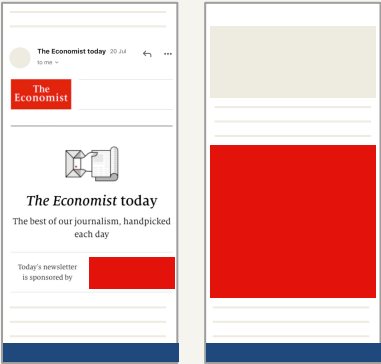 The Economist today 20 Jul
to me
The
Economist
The Economist today
The best of our journalism, handpicked
each day
Today's newsletter
is sponsored by